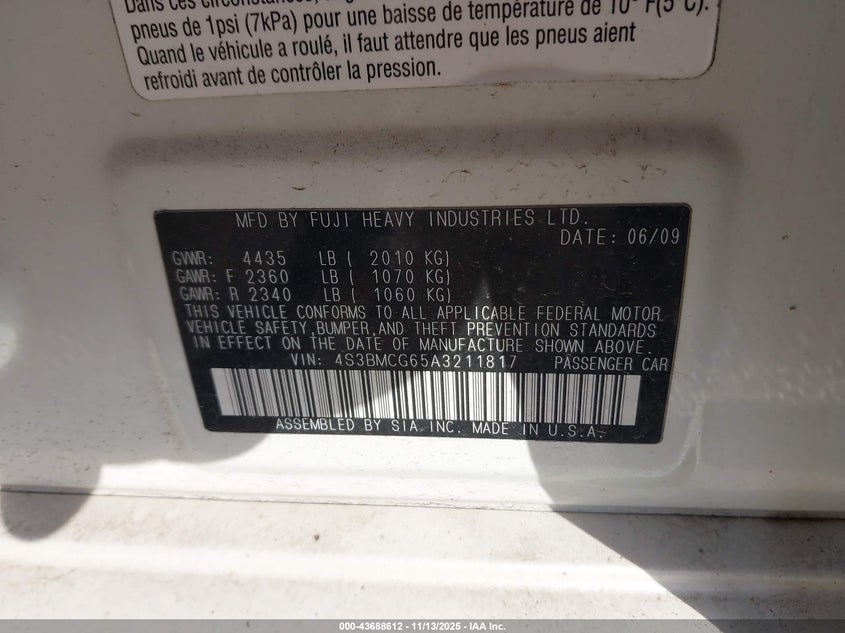 Dans ces circonstances,
pneus de 1psi (7kPa) pour une baisse de température de 10° F(5°C).
Quand le véhicule a roulé, il faut attendre que les pneus aient
refroidi avant de contrôler la pression.
MFD BY FUJI HEAVY INDUSTRIES LTD.
DATE: 06/09
GVWR: 4435 LB ( 2010 KG)
GAWR: F 2360 LB ( 1070 KG)
GAWR: R 2340 LB ( 1060 KG)
THIS VEHICLE CONFORMS TO ALL APPLICABLE FEDERAL MOTOR
VEHICLE SAFETY,BUMPER,AND THEFT PREVENTION STANDARDS
IN EFFECT ON THE DATE OF MANUFACTURE SHOWN ABOVE.
VIN: 4S3BMCG65A3211817 PASSENGER CAR
ASSEMBLED BY SIA,INC. MADE IN U.S.A.
000-43688612 - 11/13/2025 - IAA Inc.